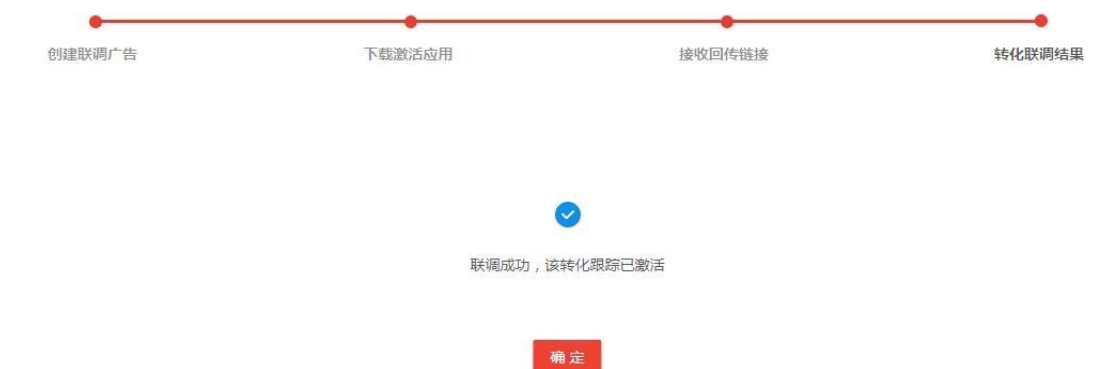 创建联调广告
下载激活应用
接收回传链接
转化联调结果
联调成功，该转化跟踪已激活
确定